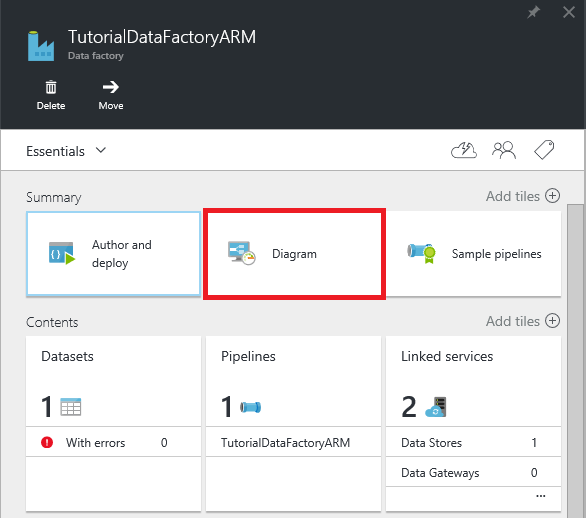 TutorialDataFactoryARM
Data factory
Delete
Move
Essentials
Summary
Add tiles
Author and
deploy
Diagram
Sample pipelines
Contents
Add tiles
Datasets
1
With errors 0
Pipelines
1
TutorialDataFactoryARM
Linked services
2
Data Stores 1
Data Gateways 0
...